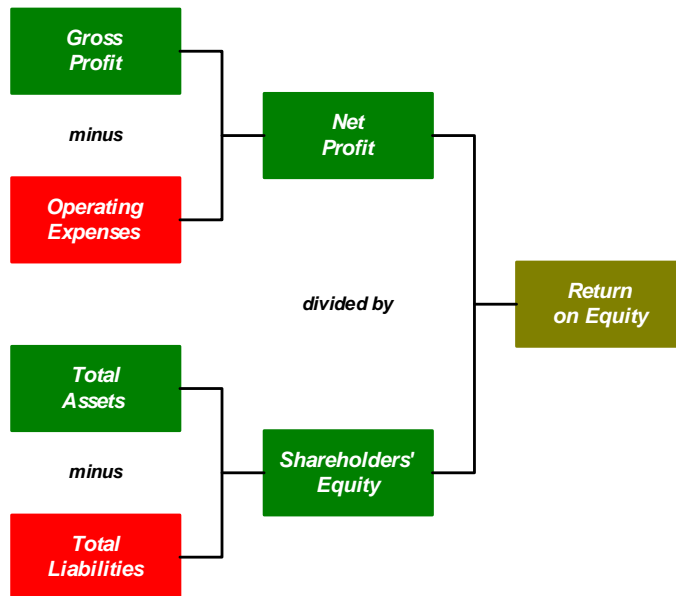 Gross
Profit
minus
Operating
Expenses
Net
Profit
divided by
Return
on Equity
Total
Assets
minus
Total
Liabilities
Shareholders'
Equity